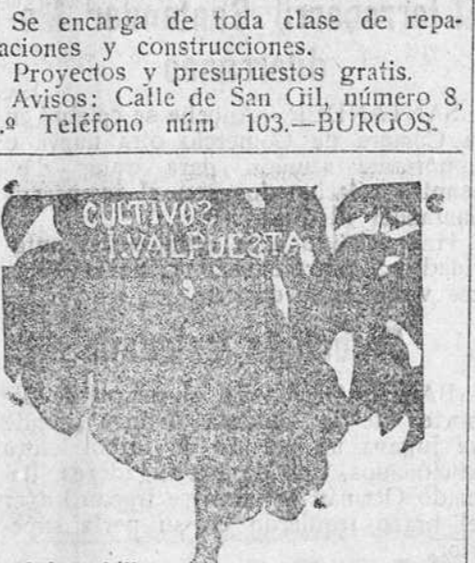 Se encarga de toda clase de repa-
aciones y construcciones.
Proyectos y presupuestos gratis.
Avisos: Calle de San Gil, número 8,
.º Teléfono núm 103.—BURGOS.
CULTIVOS
I. VALPUESTA